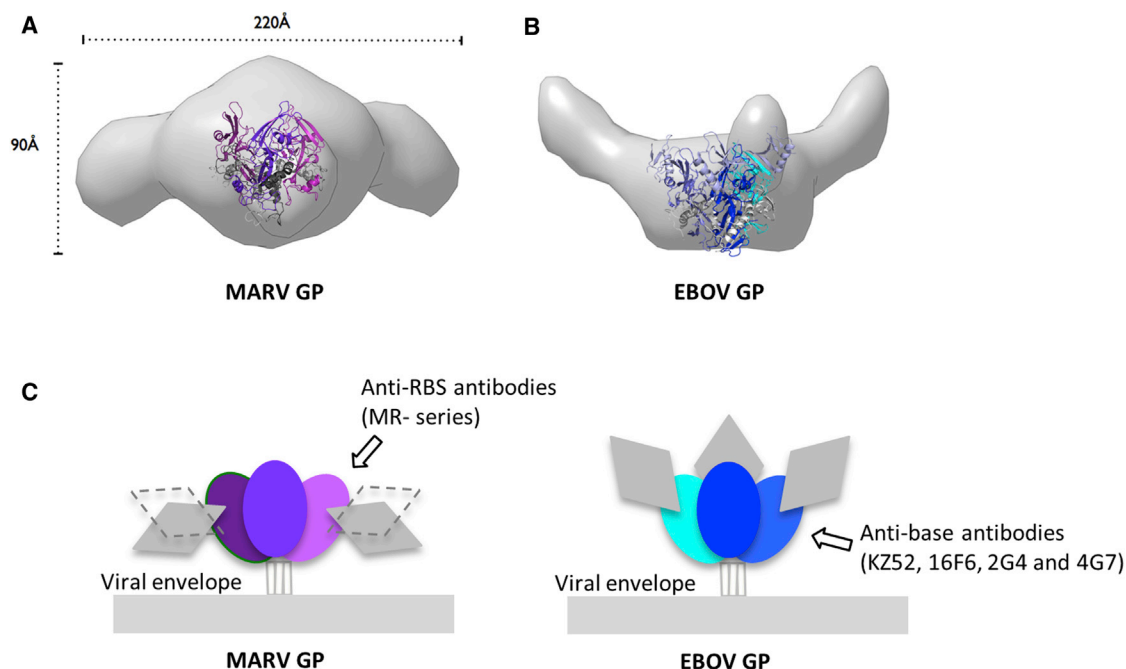 A
220Å
B
90Å
MARV GP
EBOV GP
C
Anti-RBS antibodies
(MR- series)
Anti-base antibodies
(KZ52, 16F6, 2G4 and 4G7)
Viral envelope
Viral envelope
MARV GP
EBOV GP